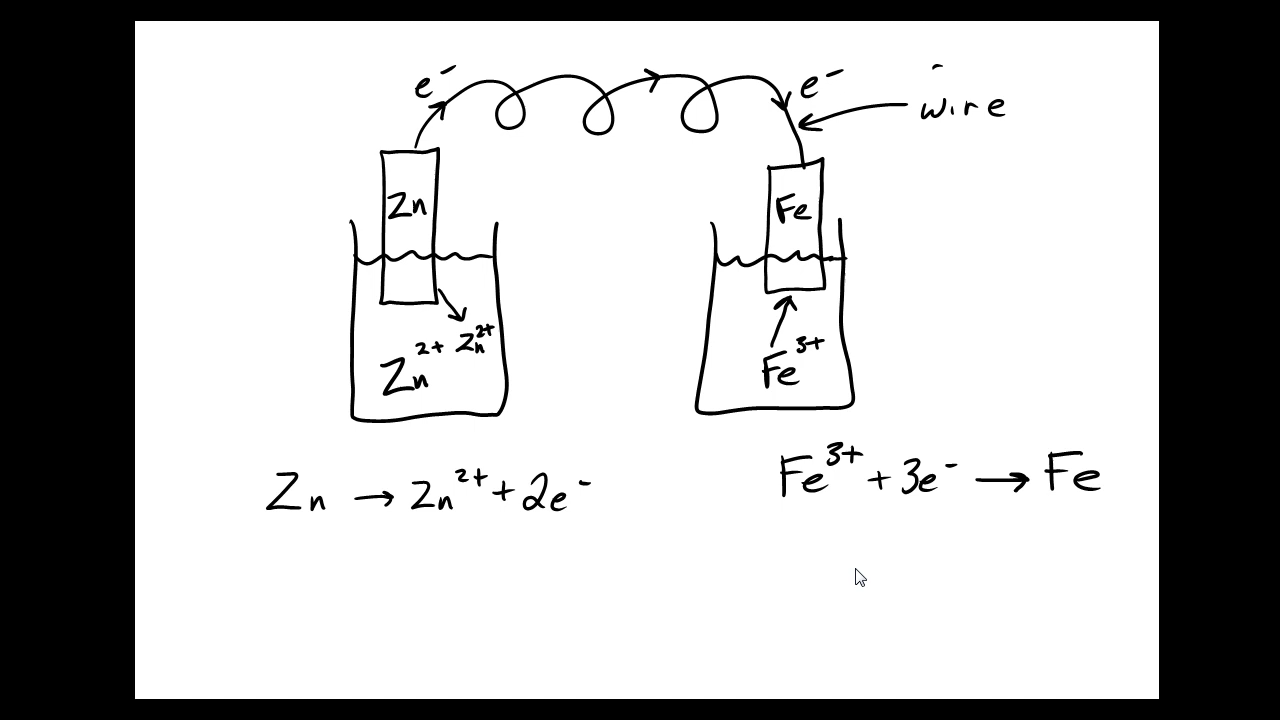 e⁻
e⁻
wire
Zn
Fe
Zn²⁺
Zn²⁺
Fe³⁺
Zn → Zn²⁺ + 2e⁻
Fe³⁺ + 3e⁻ → Fe